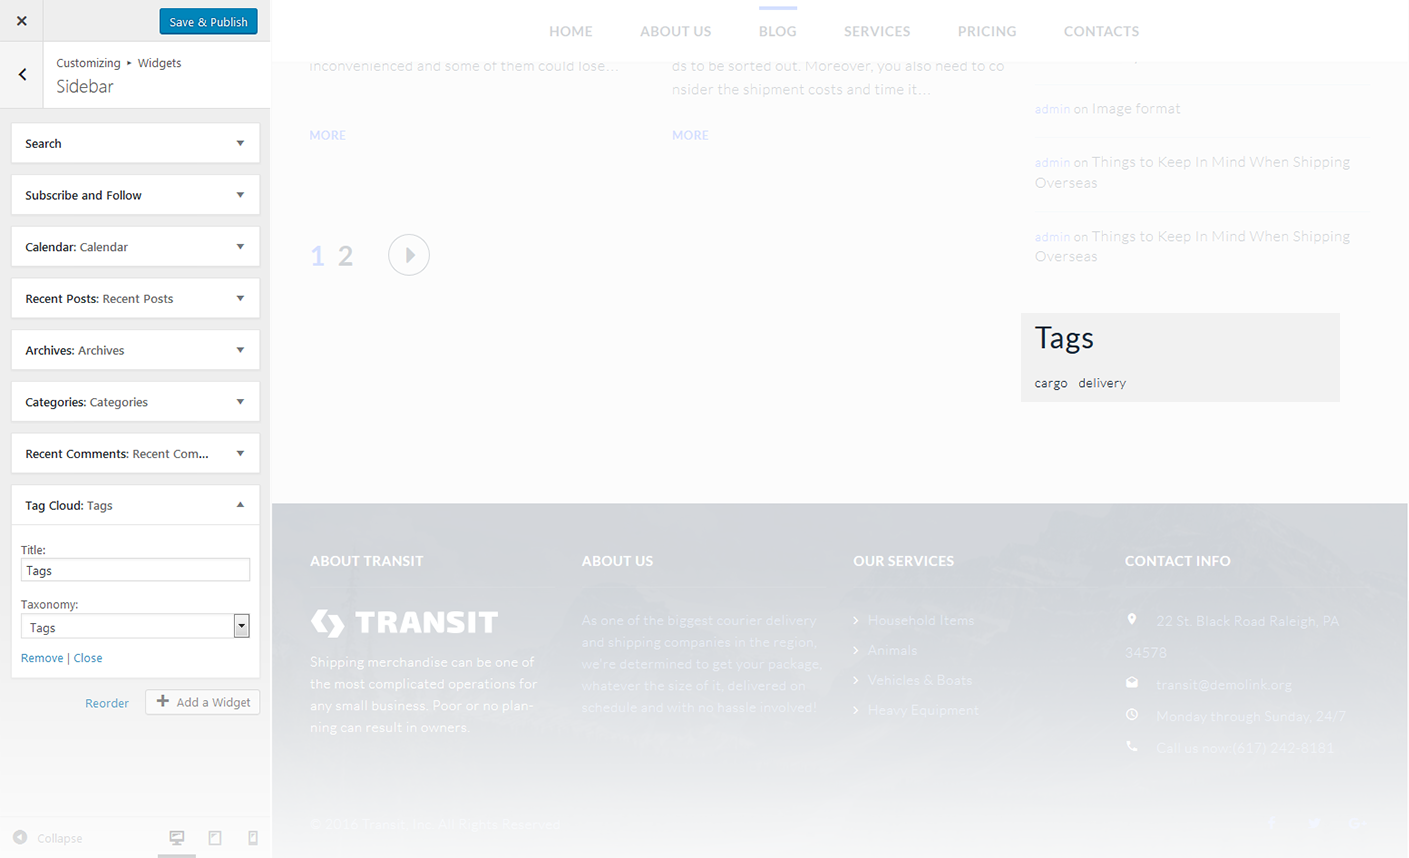 Save & Publish
Customizing ▸ Widgets
Sidebar
Search
Subscribe and Follow
Calendar: Calendar
Recent Posts: Recent Posts
Archives: Archives
Categories: Categories
Recent Comments: Recent Com...
Tag Cloud: Tags
Title:
Tags
Taxonomy:
Tags
Remove | Close
Reorder
Add a Widget
Collapse
HOME ABOUT US BLOG SERVICES PRICING CONTACTS
inconvenienced and some of them could lose…
MORE
ds to be sorted out. Moreover, you also need to co
nsider the shipment costs and time it…
MORE
admin on Image format
admin on Things to Keep In Mind When Shipping
Overseas
admin on Things to Keep In Mind When Shipping
Overseas
1 2
Tags
cargo delivery
ABOUT TRANSIT
TRANSIT
Shipping merchandise can be one of
the most complicated operations for
any small business. Poor or no plan-
ning can result in owners.
ABOUT US
As one of the biggest courier delivery
and shipping companies in the region,
we're determined to get your package,
whatever the size of it, delivered on
schedule and with no hassle involved!
OUR SERVICES
Household Items
Animals
Vehicles & Boats
Heavy Equipment
CONTACT INFO
22 St. Black Road Raleigh, PA
34578
transit@demolink.org
Monday through Sunday, 24/7
Call us now:(617) 242-8181
© 2016 Transit, Inc. All Rights Reserved